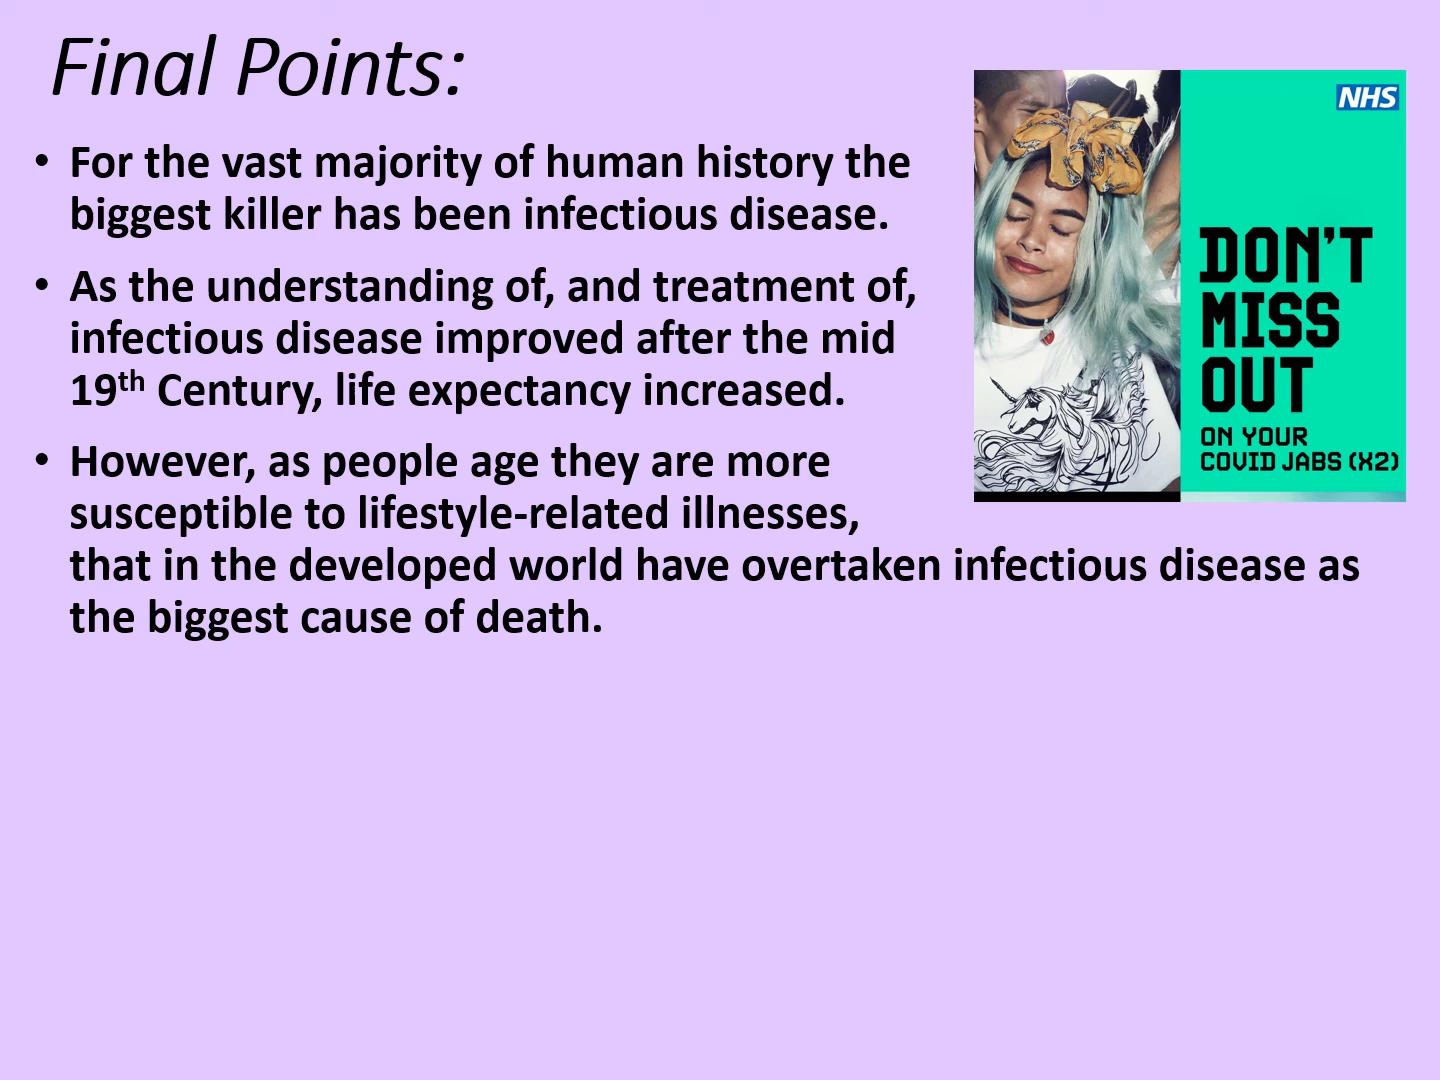 Final Points:
• For the vast majority of human history the
biggest killer has been infectious disease.
• As the understanding of, and treatment of,
infectious disease improved after the mid
19th Century, life expectancy increased.
• However, as people age they are more
susceptible to lifestyle-related illnesses,
that in the developed world have overtaken infectious disease as
the biggest cause of death.
NHS
DON'T
MISS
OUT
ON YOUR
COVID JABS (X2)